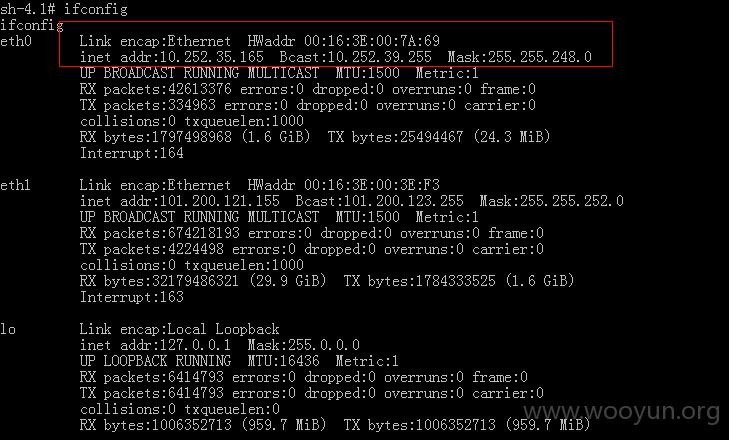 sh-4.1# ifconfig
ifconfig
eth0 Link encap:Ethernet HWaddr 00:16:3E:00:7A:69
inet addr:10.252.35.165 Bcast:10.252.39.255 Mask:255.255.248.0
UP BROADCAST RUNNING MULTICAST MTU:1500 Metric:1
RX packets:42613376 errors:0 dropped:0 overruns:0 frame:0
TX packets:334963 errors:0 dropped:0 overruns:0 carrier:0
collisions:0 txqueuelen:1000
RX bytes:1797498968 (1.6 GiB) TX bytes:25494467 (24.3 MiB)
Interrupt:164
eth1 Link encap:Ethernet HWaddr 00:16:3E:00:3E:F3
inet addr:101.200.121.155 Bcast:101.200.123.255 Mask:255.255.252.0
UP BROADCAST RUNNING MULTICAST MTU:1500 Metric:1
RX packets:674218193 errors:0 dropped:0 overruns:0 frame:0
TX packets:4224498 errors:0 dropped:0 overruns:0 carrier:0
collisions:0 txqueuelen:1000
RX bytes:32179486321 (29.9 GiB) TX bytes:1784333525 (1.6 GiB)
Interrupt:163
lo Link encap:Local Loopback
inet addr:127.0.0.1 Mask:255.0.0.0
UP LOOPBACK RUNNING MTU:16436 Metric:1
RX packets:6414793 errors:0 dropped:0 overruns:0 frame:0
TX packets:6414793 errors:0 dropped:0 overruns:0 carrier:0
collisions:0 txqueuelen:0
RX bytes:1006352713 (959.7 MiB) TX bytes:1006352713 (959.7 MiB)
www.wooyun.org